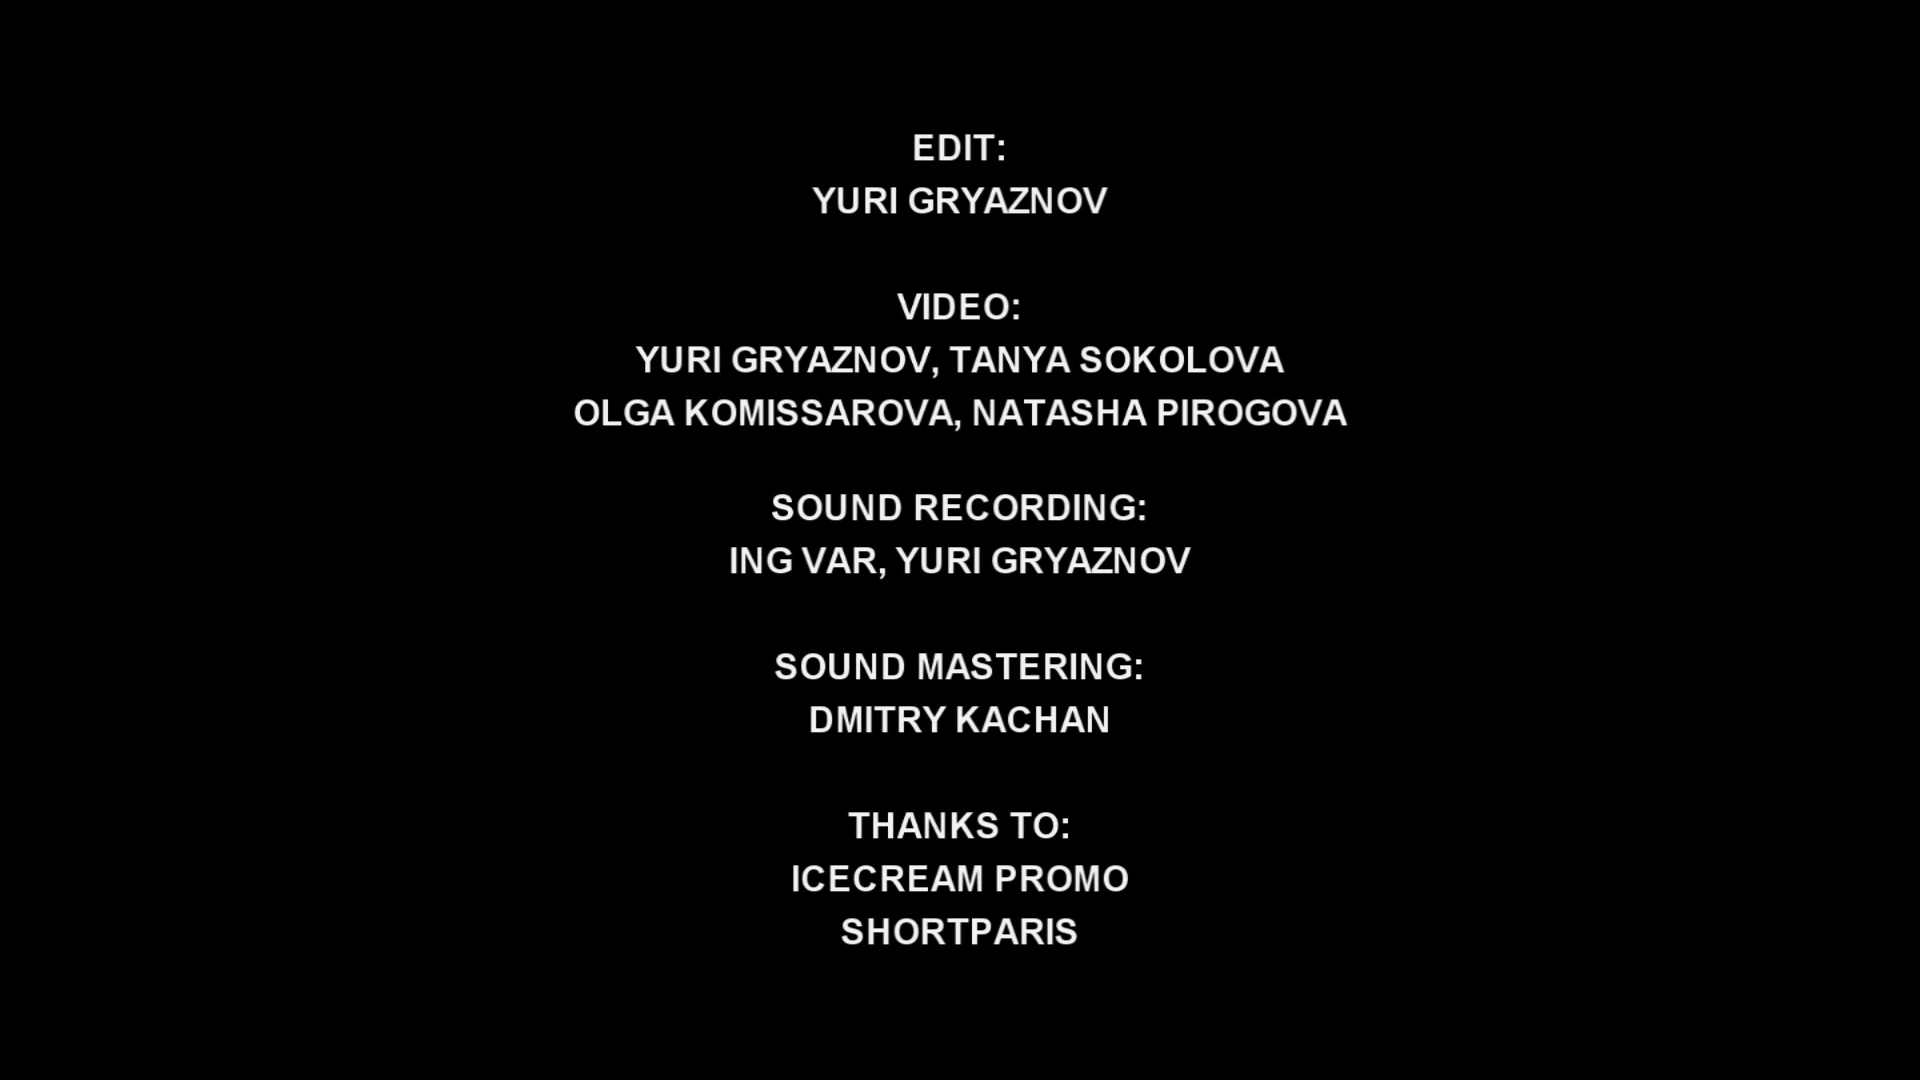 EDIT:
YURI GRYAZNOV
VIDEO:
YURI GRYAZNOV, TANYA SOKOLOVA
OLGA KOMISSAROVA, NATASHA PIROGOVA
SOUND RECORDING:
ING VAR, YURI GRYAZNOV
SOUND MASTERING:
DMITRY KACHAN
THANKS TO:
ICECREAM PROMO
SHORTPARIS